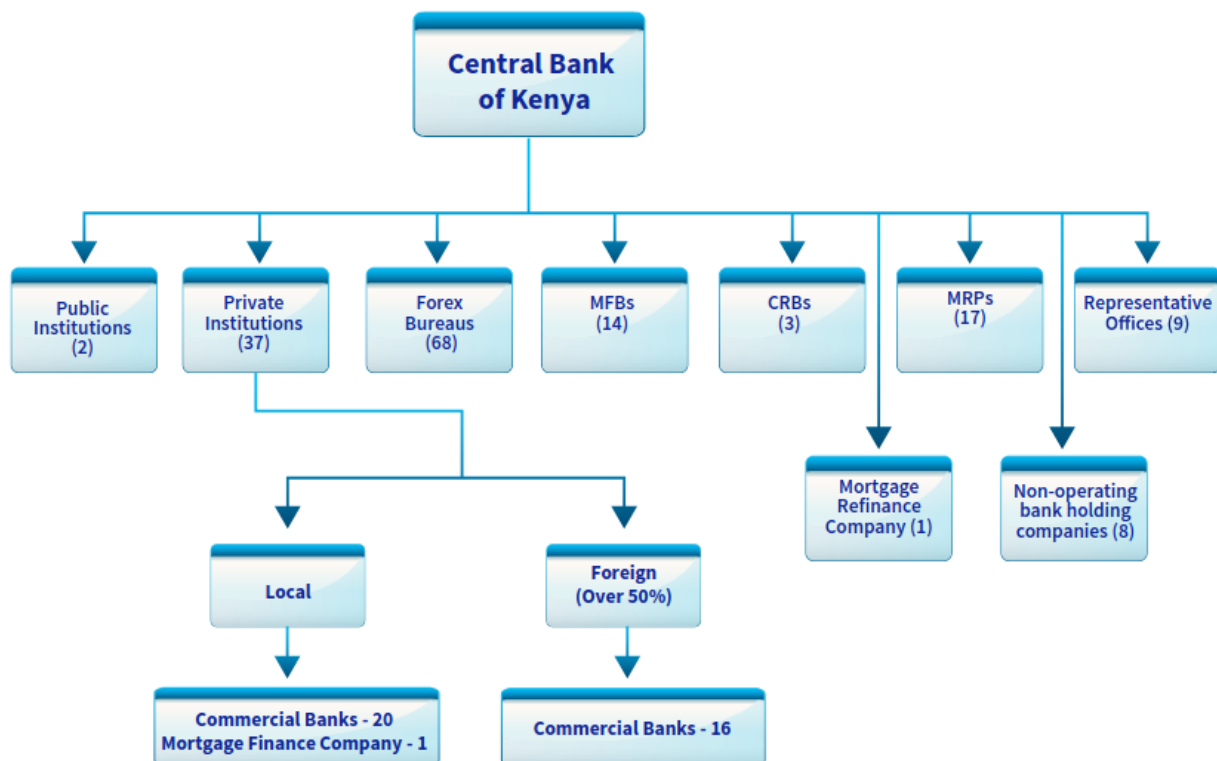 Central Bank
of Kenya
Public
Institutions
(2)
Private
Institutions
(37)
Forex
Bureaus
(68)
MFBs
(14)
CRBs
(3)
MRPs
(17)
Representative
Offices (9)
Mortgage
Refinance
Company (1)
Non-operating
bank holding
companies (8)
Local
Foreign
(Over 50%)
Commercial Banks - 20
Mortgage Finance Company - 1
Commercial Banks - 16